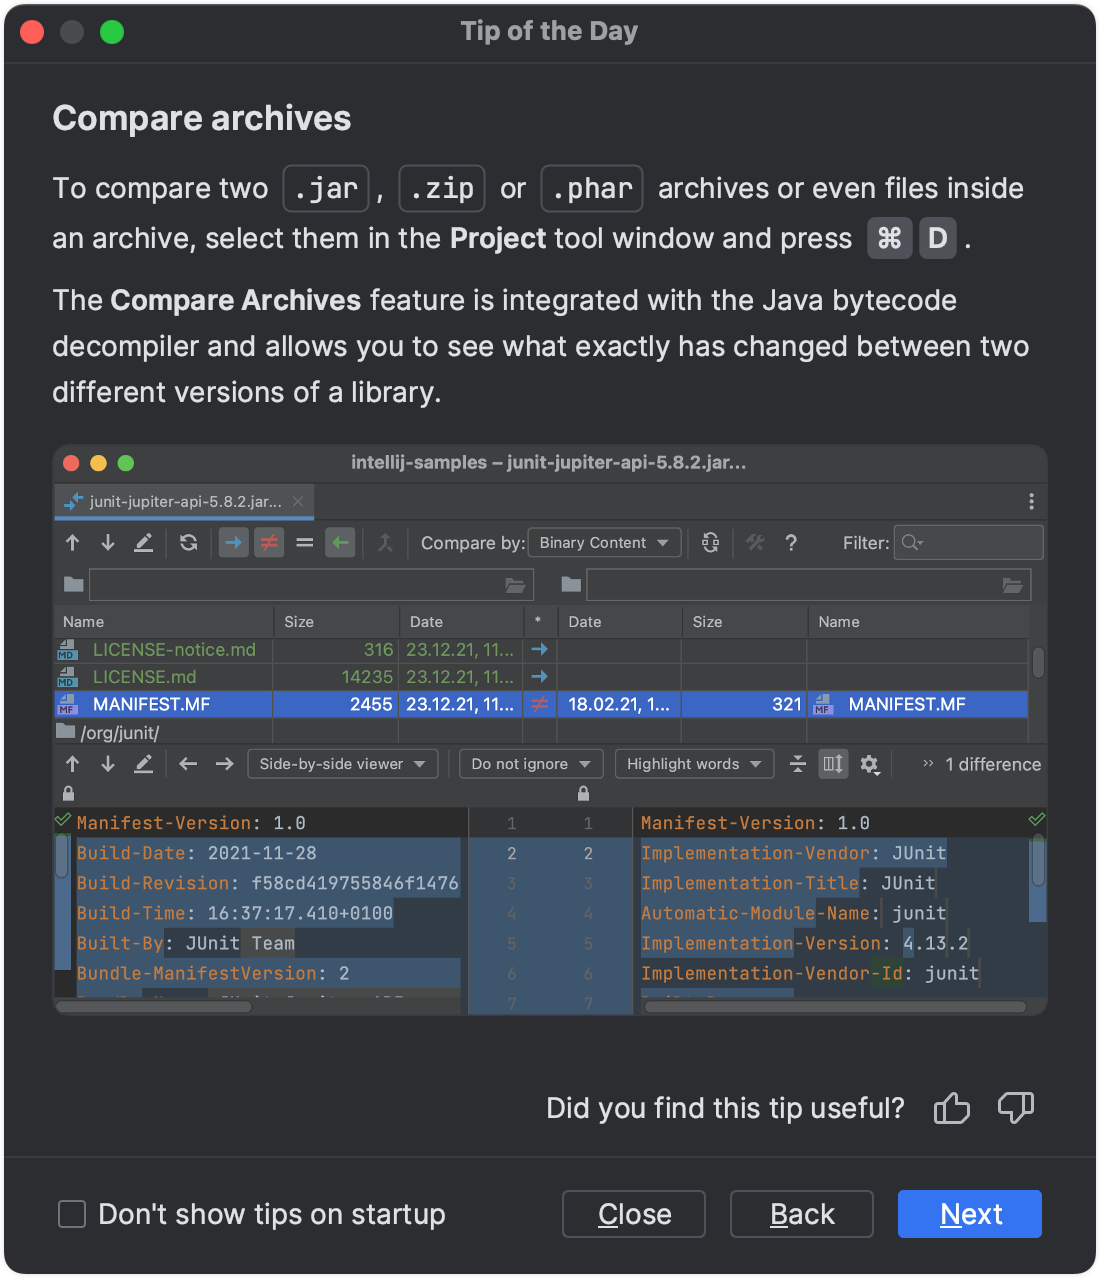 Tip of the Day
Compare archives
To compare two .jar, .zip or .phar archives or even files inside
an archive, select them in the Project tool window and press ⌘ D .
The Compare Archives feature is integrated with the Java bytecode
decompiler and allows you to see what exactly has changed between two
different versions of a library.
intellij-samples – junit-jupiter-api-5.8.2.jar...
junit-jupiter-api-5.8.2.jar...
Compare by: Binary Content ? Filter:
Name Size Date * Date Size Name
MD LICENSE-notice.md 316 23.12.21, 11...
MD LICENSE.md 14235 23.12.21, 11...
MF MANIFEST.MF 2455 23.12.21, 11... ≠ 18.02.21, 1... 321 MF MANIFEST.MF
/org/junit/
Side-by-side viewer Do not ignore Highlight words » 1 difference
Manifest-Version: 1.0 1 1 Manifest-Version: 1.0
Build-Date: 2021-11-28 2 2 Implementation-Vendor: JUnit
Build-Revision: f58cd419755846f1476 3 3 Implementation-Title: JUnit
Build-Time: 16:37:17.410+0100 4 4 Automatic-Module-Name: junit
Built-By: JUnit Team 5 5 Implementation-Version: 4.13.2
Bundle-ManifestVersion: 2 6 6 Implementation-Vendor-Id: junit
7 7
Did you find this tip useful?
Don't show tips on startup Close Back Next